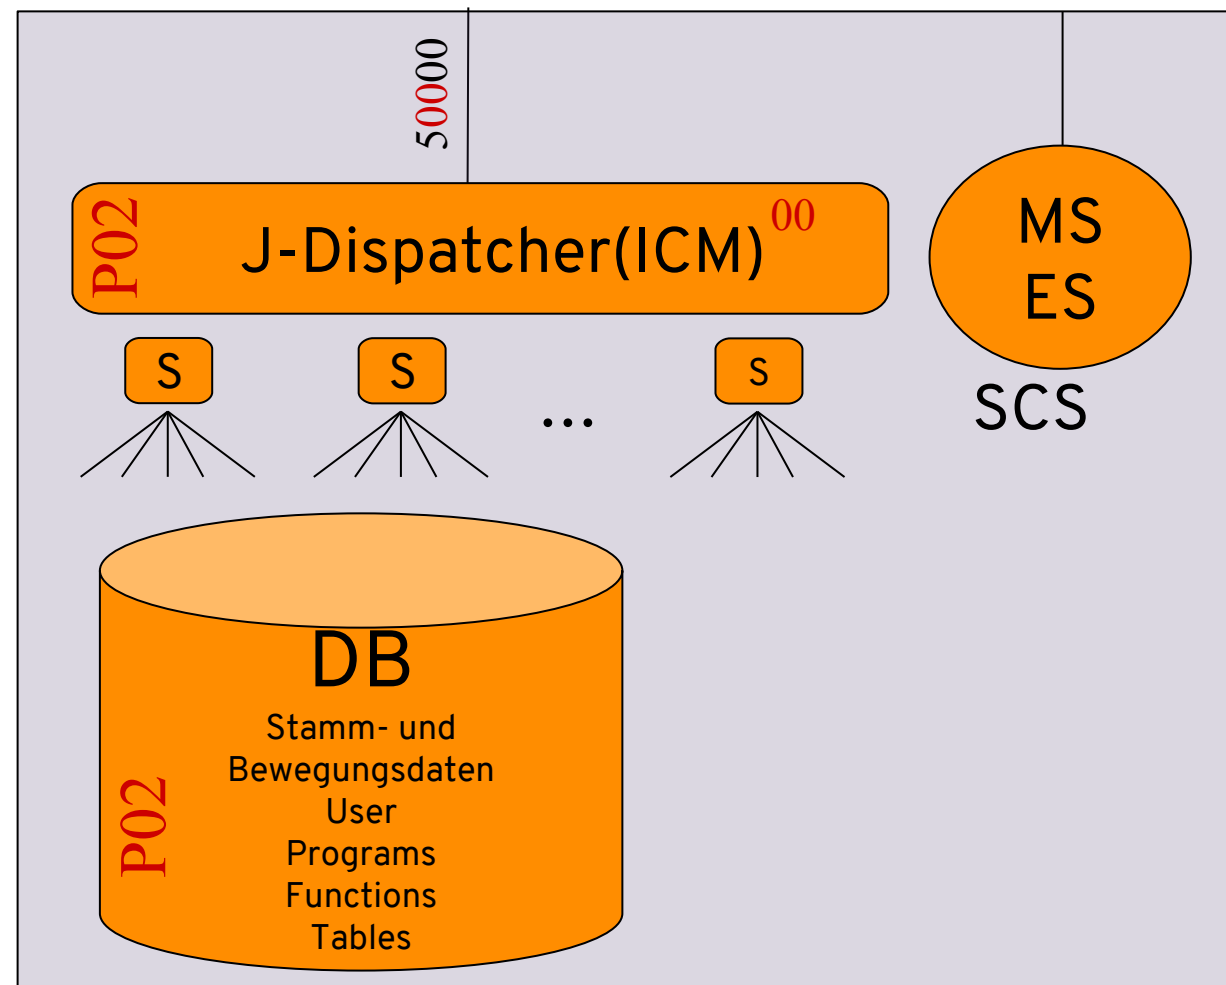 50000
P02
J-Dispatcher(ICM)00
MS
ES
S
S
...
S
SCS
DB
Stamm- und
Bewegungsdaten
User
Programs
Functions
Tables
P02